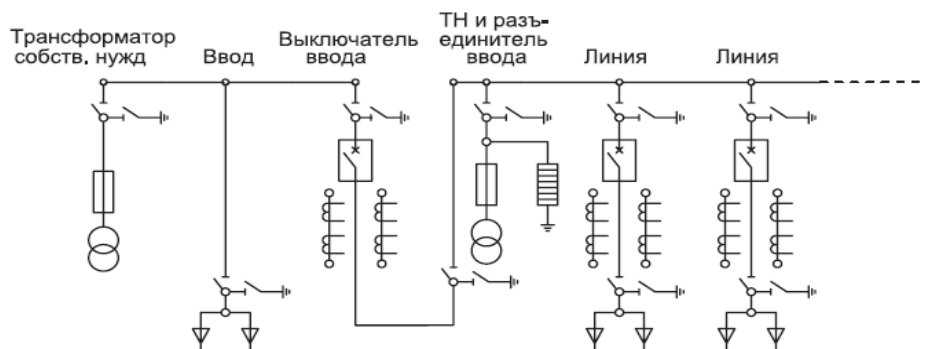 Трансформатор
собств. нужд
Ввод
Выключатель
ввода
ТН и разъ-
единитель
ввода
Линия
Линия